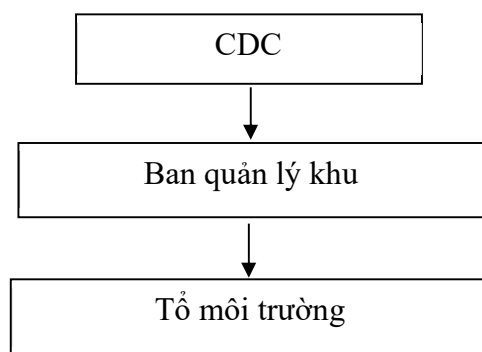 CDC
Ban quản lý khu
Tổ môi trường